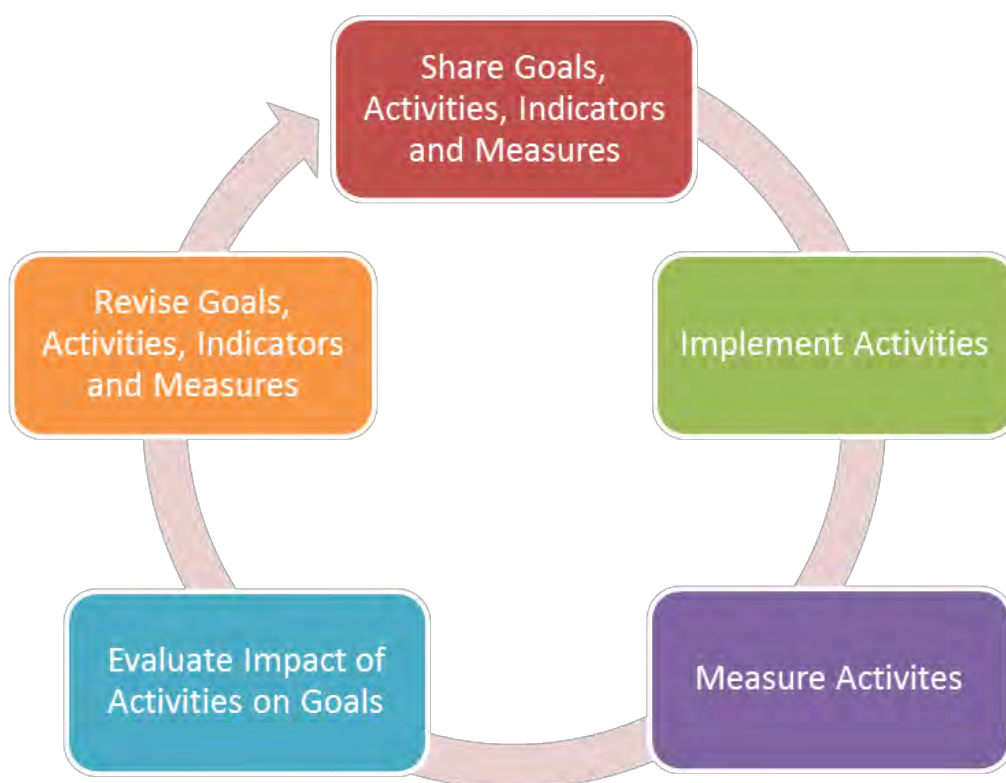 Share Goals,
Activities, Indicators
and Measures
Implement Activities
Measure Activites
Evaluate Impact of
Activities on Goals
Revise Goals,
Activities, Indicators
and Measures